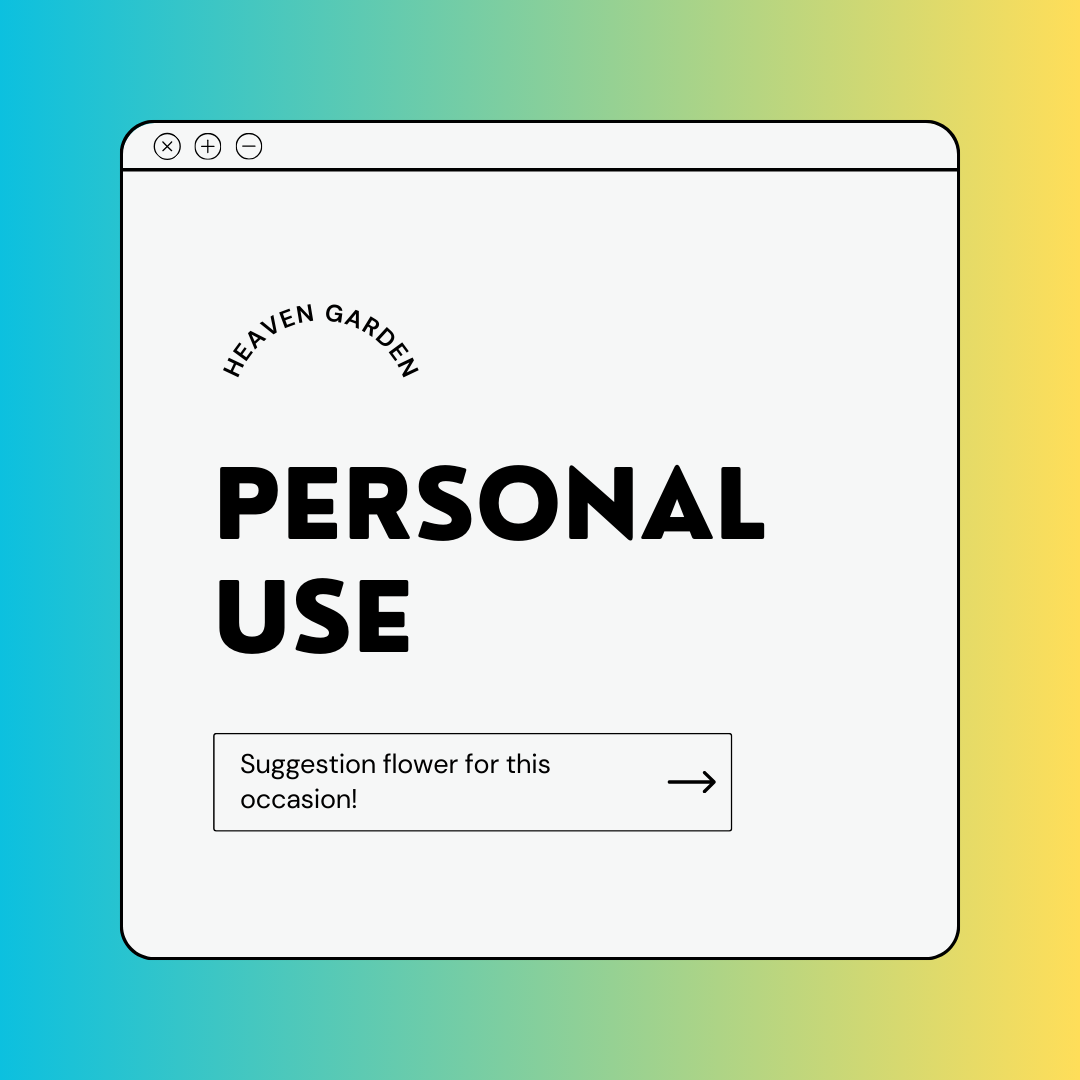 HEAVEN GARDEN
PERSONAL
USE
Suggestion flower for this
occasion!